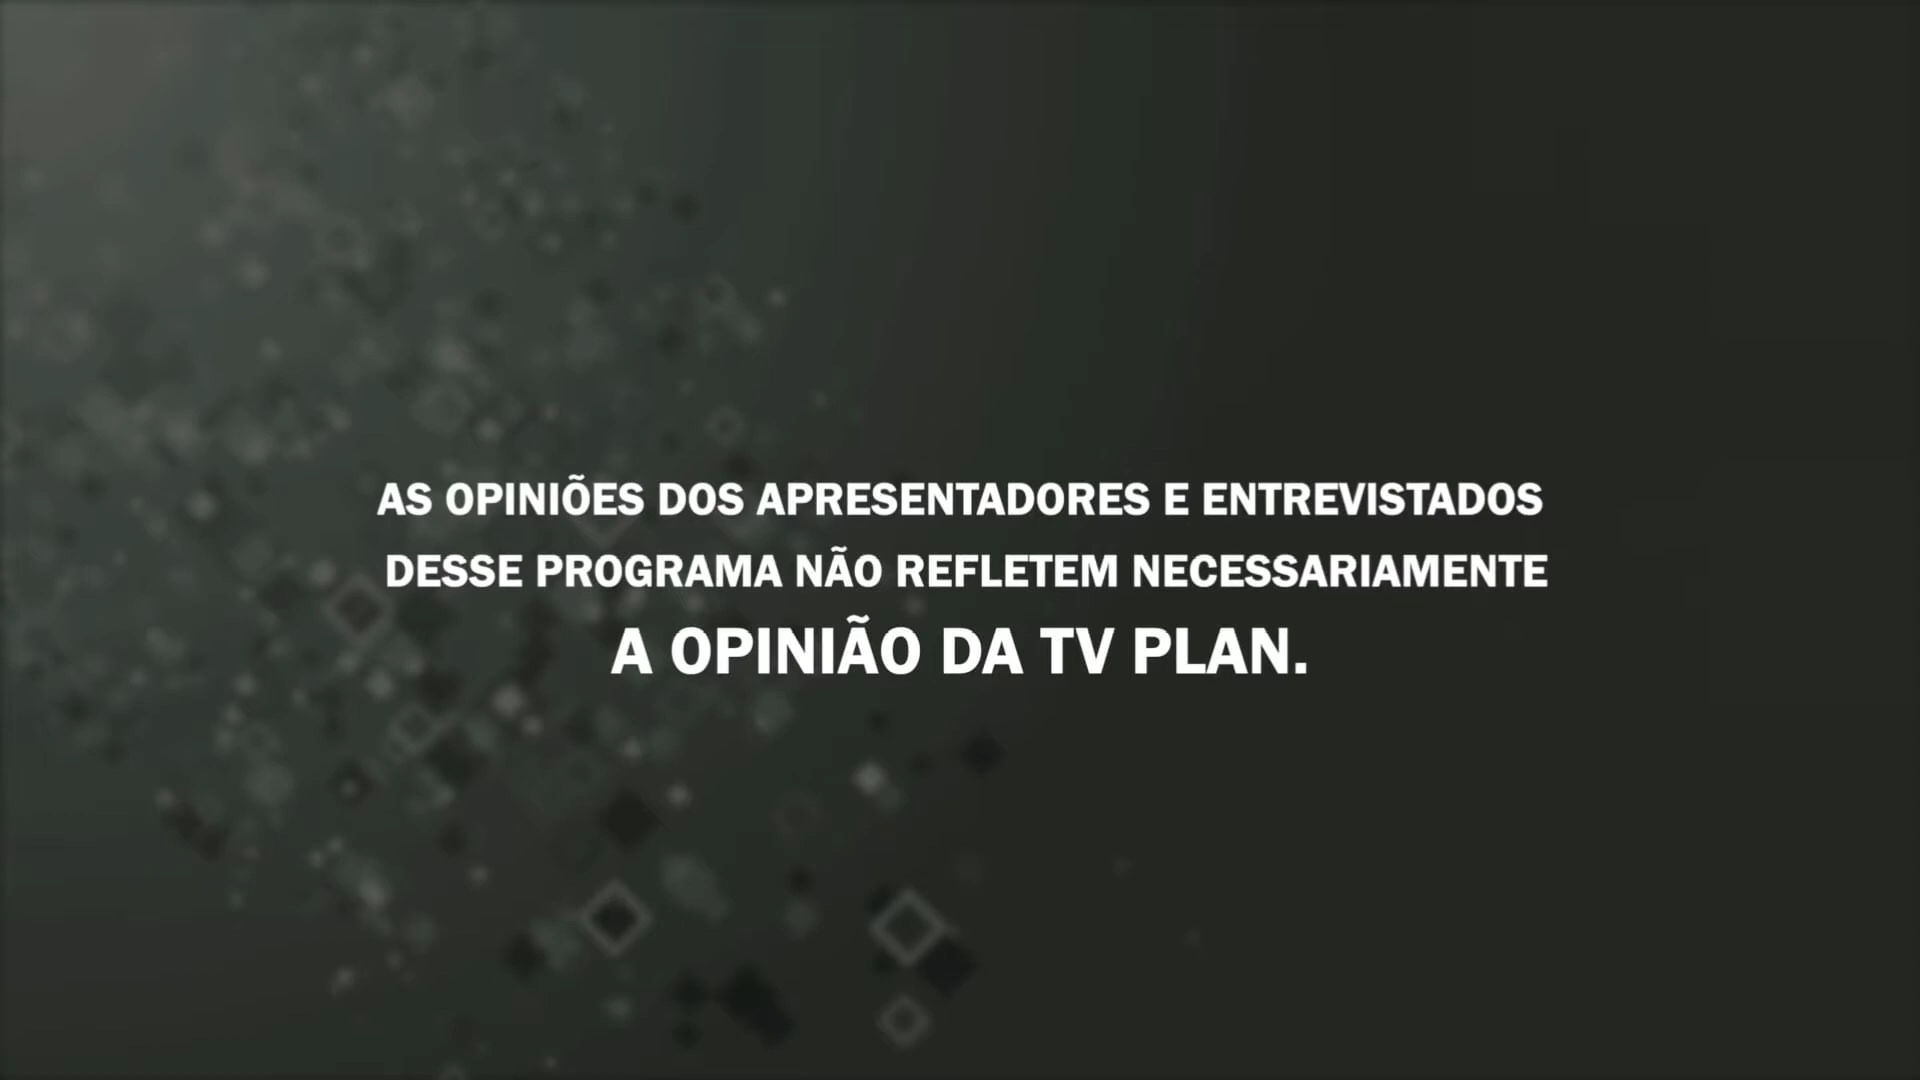 AS OPINIÕES DOS APRESENTADORES E ENTREVISTADOS
DESSE PROGRAMA NÃO REFLETEM NECESSARIAMENTE
A OPINIÃO DA TV PLAN.